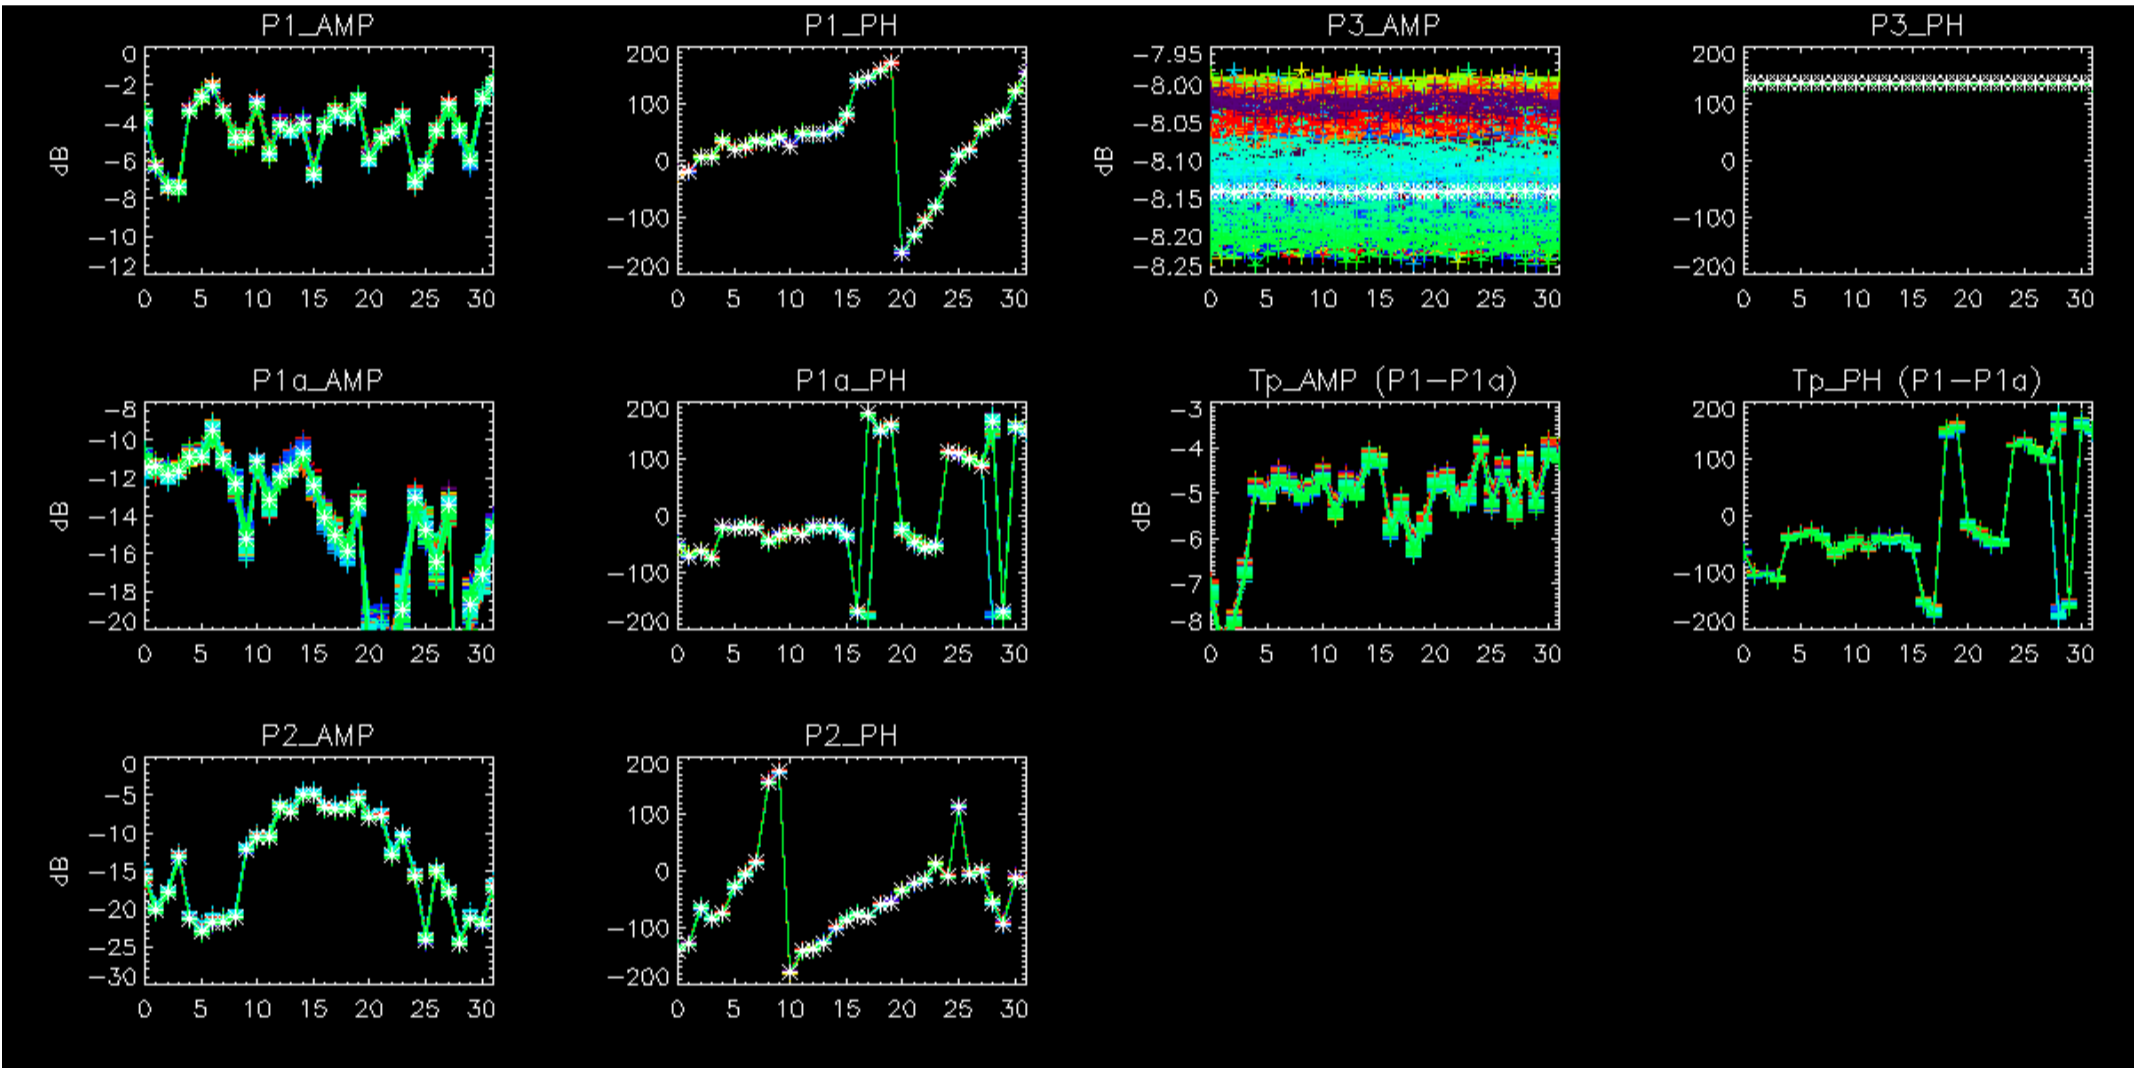 P1_AMP
0
−2
−4
−6
−8
−10
−12
dB
0 5 10 15 20 25 30
P1_PH
200
100
0
−100
−200
0 5 10 15 20 25 30
P3_AMP
−7.95
−8.00
−8.05
−8.10
−8.15
−8.20
−8.25
dB
0 5 10 15 20 25 30
P3_PH
200
100
0
−100
−200
0 5 10 15 20 25 30
P1a_AMP
−8
−10
−12
−14
−16
−18
−20
dB
0 5 10 15 20 25 30
P1a_PH
200
100
0
−100
−200
0 5 10 15 20 25 30
Tp_AMP (P1−P1a)
−3
−4
−5
−6
−7
−8
dB
0 5 10 15 20 25 30
Tp_PH (P1−P1a)
200
100
0
−100
−200
0 5 10 15 20 25 30
P2_AMP
0
−5
−10
−15
−20
−25
−30
dB
0 5 10 15 20 25 30
P2_PH
200
100
0
−100
−200
0 5 10 15 20 25 30